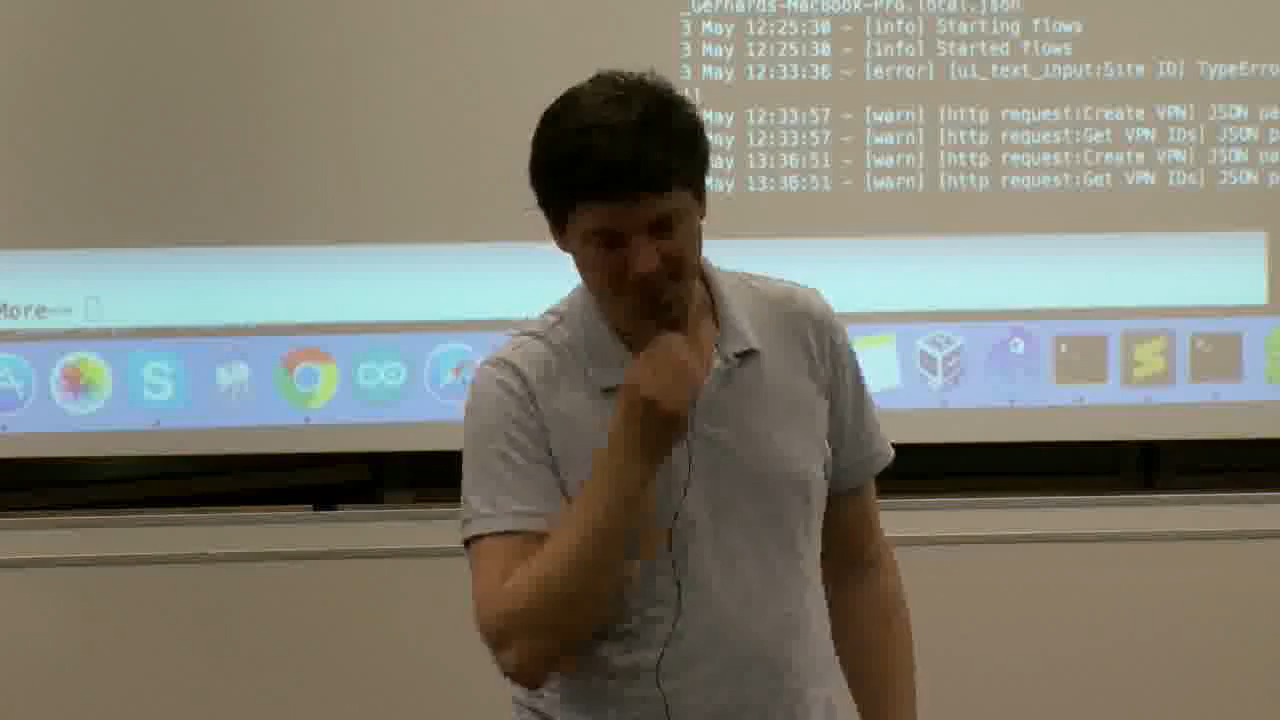 _Gerhards-MacBook-Pro.local.json
3 May 12:25:30 - [info] Starting flows
3 May 12:25:30 - [info] Started flows
3 May 12:33:36 - [error] [ui_text_input:Site ID] TypeErro
May 12:33:57 - [warn] [http request:Create VPN] JSON pa
May 12:33:57 - [warn] [http request:Get VPN IDs] JSON p
May 13:36:51 - [warn] [http request:Create VPN] JSON pa
May 13:36:51 - [warn] [http request:Get VPN IDs] JSON p
More--
S